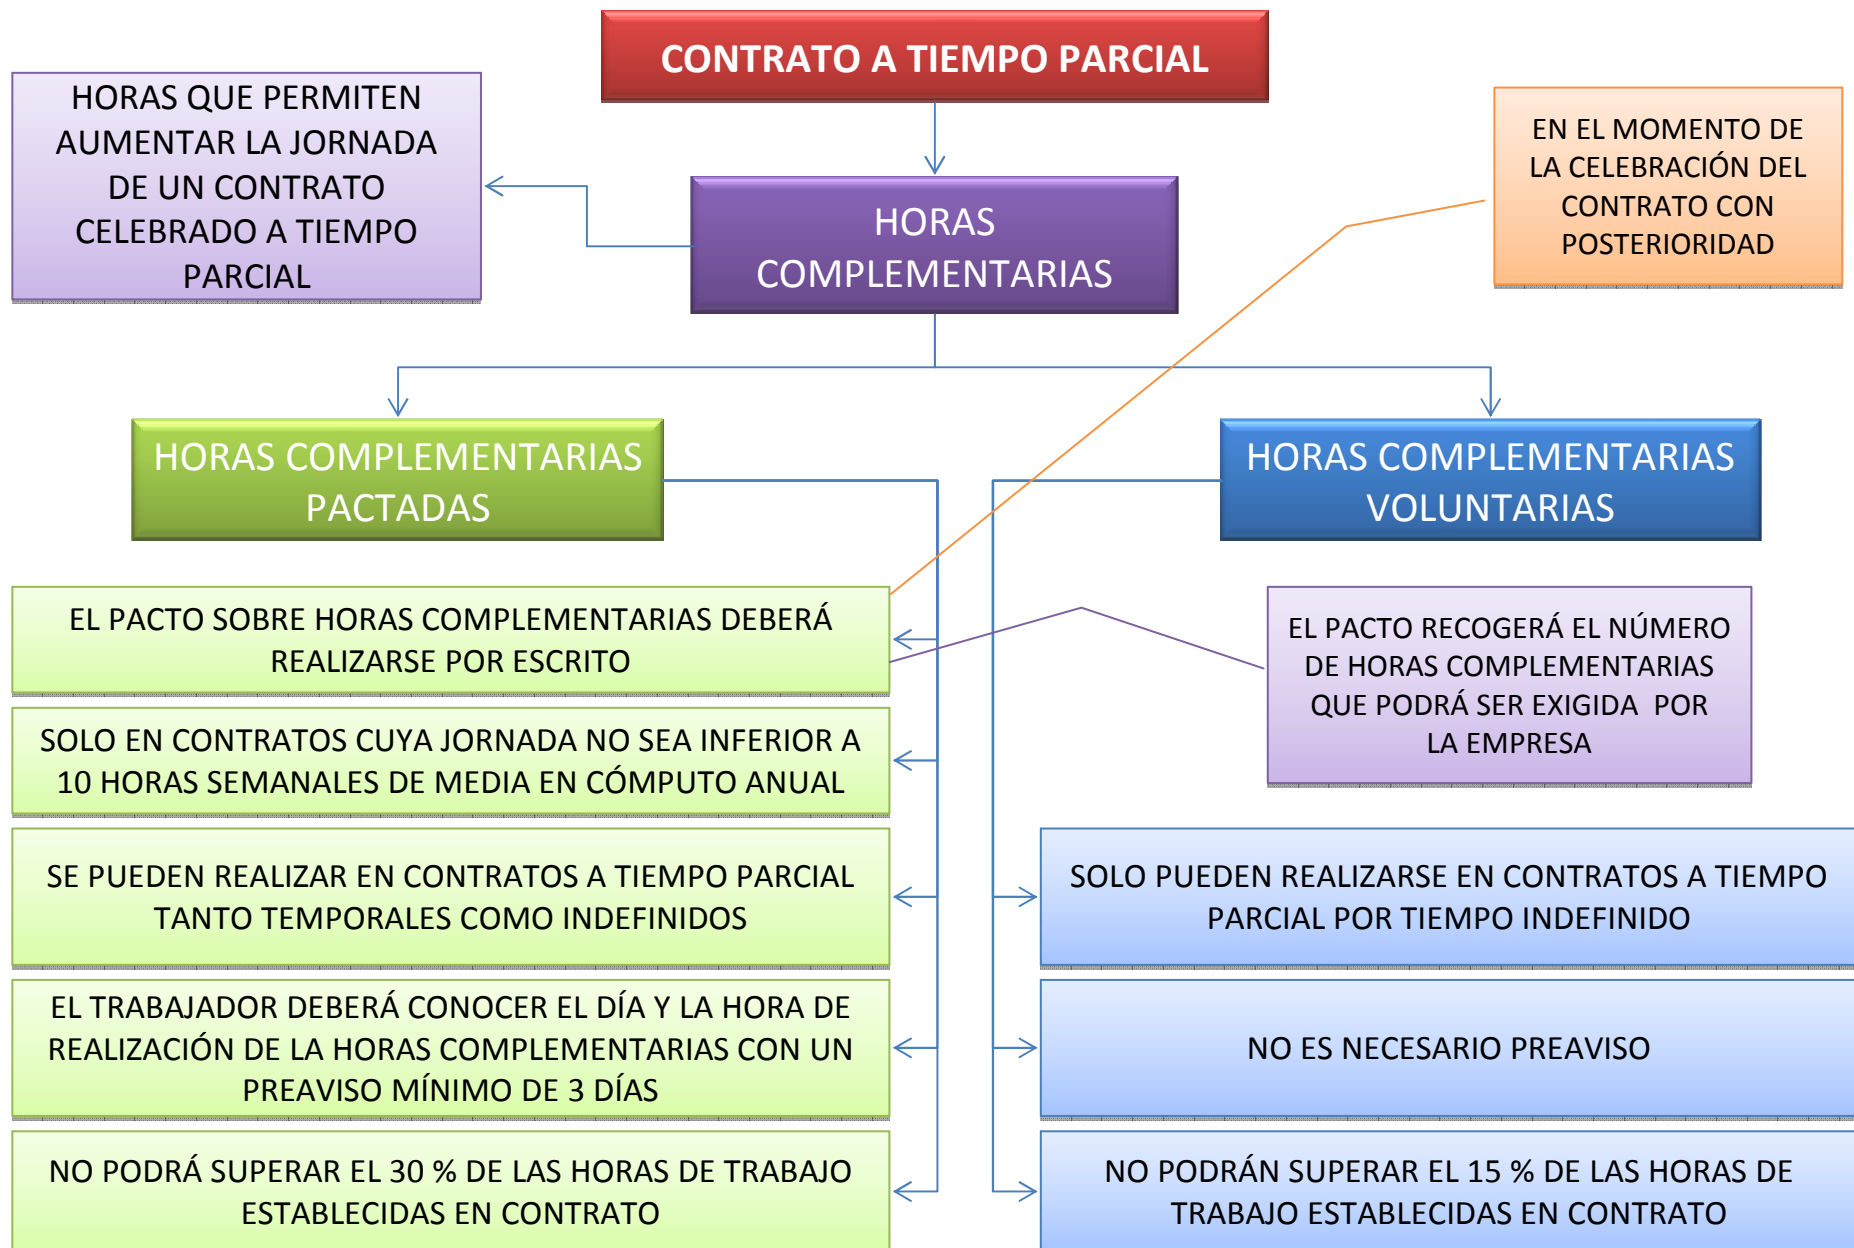 CONTRATO A TIEMPO PARCIAL
HORAS QUE PERMITEN
AUMENTAR LA JORNADA
DE UN CONTRATO
CELEBRADO A TIEMPO
PARCIAL
EN EL MOMENTO DE
LA CELEBRACIÓN DEL
CONTRATO CON
POSTERIORIDAD
HORAS
COMPLEMENTARIAS
HORAS COMPLEMENTARIAS
PACTADAS
HORAS COMPLEMENTARIAS
VOLUNTARIAS
EL PACTO SOBRE HORAS COMPLEMENTARIAS DEBERÁ
REALIZARSE POR ESCRITO
EL PACTO RECOGERÁ EL NÚMERO
DE HORAS COMPLEMENTARIAS
QUE PODRÁ SER EXIGIDA POR
LA EMPRESA
SOLO EN CONTRATOS CUYA JORNADA NO SEA INFERIOR A
10 HORAS SEMANALES DE MEDIA EN CÓMPUTO ANUAL
SE PUEDEN REALIZAR EN CONTRATOS A TIEMPO PARCIAL
TANTO TEMPORALES COMO INDEFINIDOS
SOLO PUEDEN REALIZARSE EN CONTRATOS A TIEMPO
PARCIAL POR TIEMPO INDEFINIDO
EL TRABAJADOR DEBERÁ CONOCER EL DÍA Y LA HORA DE
REALIZACIÓN DE LA HORAS COMPLEMENTARIAS CON UN
PREAVISO MÍNIMO DE 3 DÍAS
NO ES NECESARIO PREAVISO
NO PODRÁ SUPERAR EL 30 % DE LAS HORAS DE TRABAJO
ESTABLECIDAS EN CONTRATO
NO PODRÁN SUPERAR EL 15 % DE LAS HORAS DE
TRABAJO ESTABLECIDAS EN CONTRATO